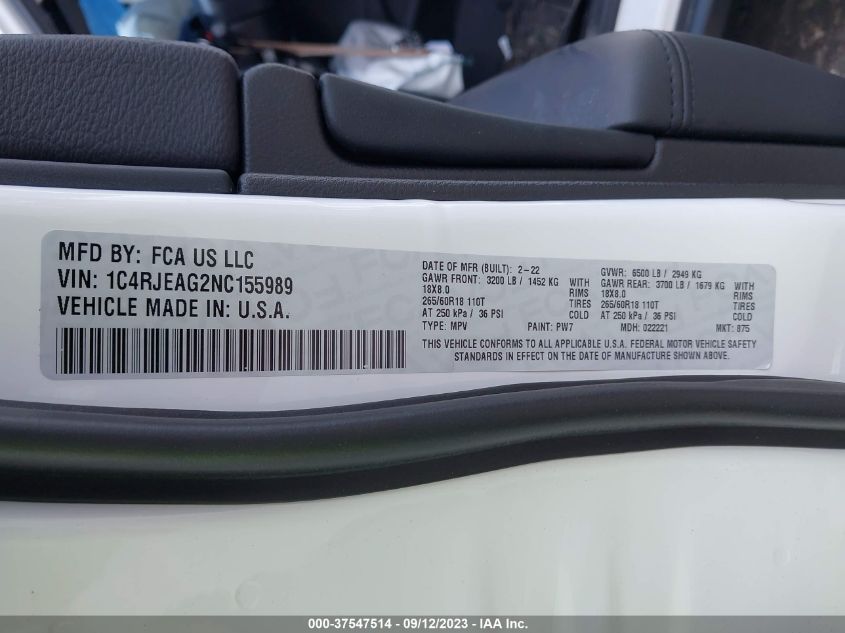 MFD BY: FCA US LLC
VIN: 1C4RJEAG2NC155989
VEHICLE MADE IN: U.S.A.
DATE OF MFR (BUILT): 2-22
GAWR FRONT: 3200 LB / 1452 KG WITH
18X8.0 RIMS
265/60R18 110T TIRES
AT 250 kPa / 36 PSI COLD
TYPE: MPV PAINT: PW7
GVWR: 6500 LB / 2949 KG
GAWR REAR: 3700 LB / 1679 KG WITH
18X8.0 RIMS
265/60R18 110T TIRES
AT 250 kPa / 36 PSI COLD
MDH: 022221 MKT: 875
THIS VEHICLE CONFORMS TO ALL APPLICABLE U.S.A. FEDERAL MOTOR VEHICLE SAFETY
STANDARDS IN EFFECT ON THE DATE OF MANUFACTURE SHOWN ABOVE.
000-37547514 - 09/12/2023 - © IAA Inc.